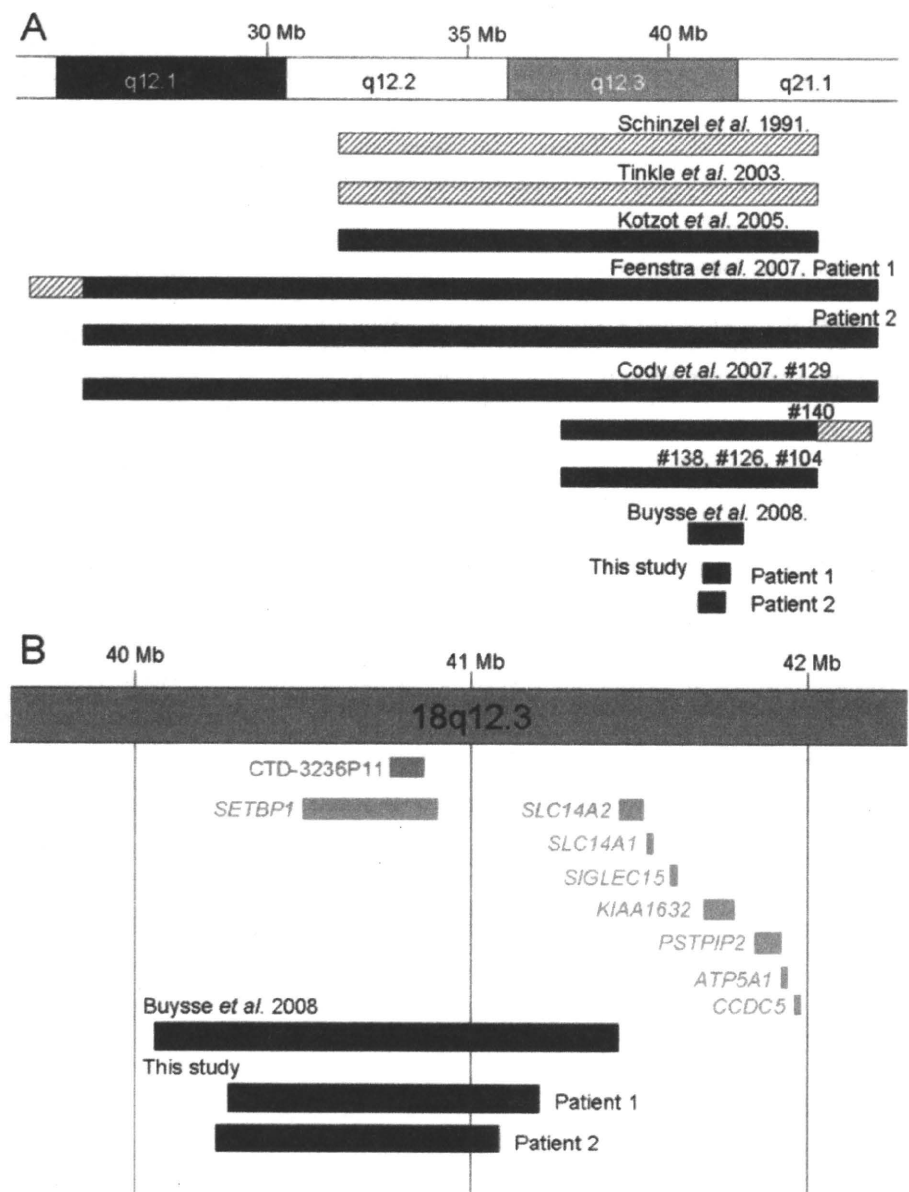 A
30 Mb 35 Mb 40 Mb
q12.1 q12.2 q12.3 q21.1
Schinzel et al. 1991.
Tinkle et al. 2003.
Kotzot et al. 2005.
Feenstra et al. 2007. Patient 1
Patient 2
Cody et al. 2007. #129
#140
#138, #126, #104
Buysse et al. 2008.
This study Patient 1
Patient 2
B
40 Mb 41 Mb 42 Mb
18q12.3
CTD-3236P11
SETBP1 SLC14A2
SLC14A1
SIGLEC15
KIAA1632
PSTPIP2
ATP5A1
CCDC5
Buysse et al. 2008
This study
Patient 1
Patient 2